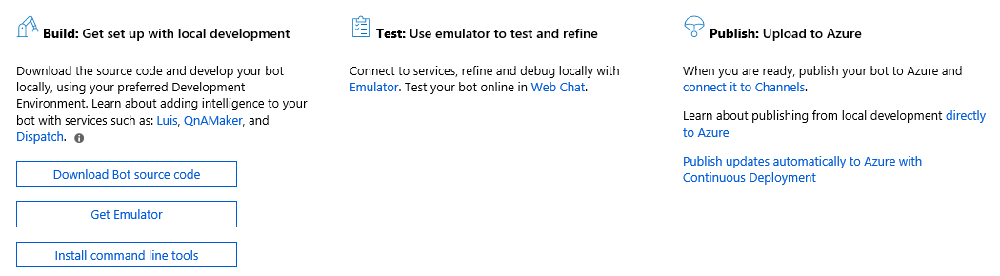 Build: Get set up with local development
Download the source code and develop your bot
locally, using your preferred Development
Environment. Learn about adding intelligence to your
bot with services such as: Luis, QnAMaker, and
Dispatch.
Download Bot source code
Get Emulator
Install command line tools
Test: Use emulator to test and refine
Connect to services, refine and debug locally with
Emulator. Test your bot online in Web Chat.
Publish: Upload to Azure
When you are ready, publish your bot to Azure and
connect it to Channels.
Learn about publishing from local development directly
to Azure
Publish updates automatically to Azure with
Continuous Deployment